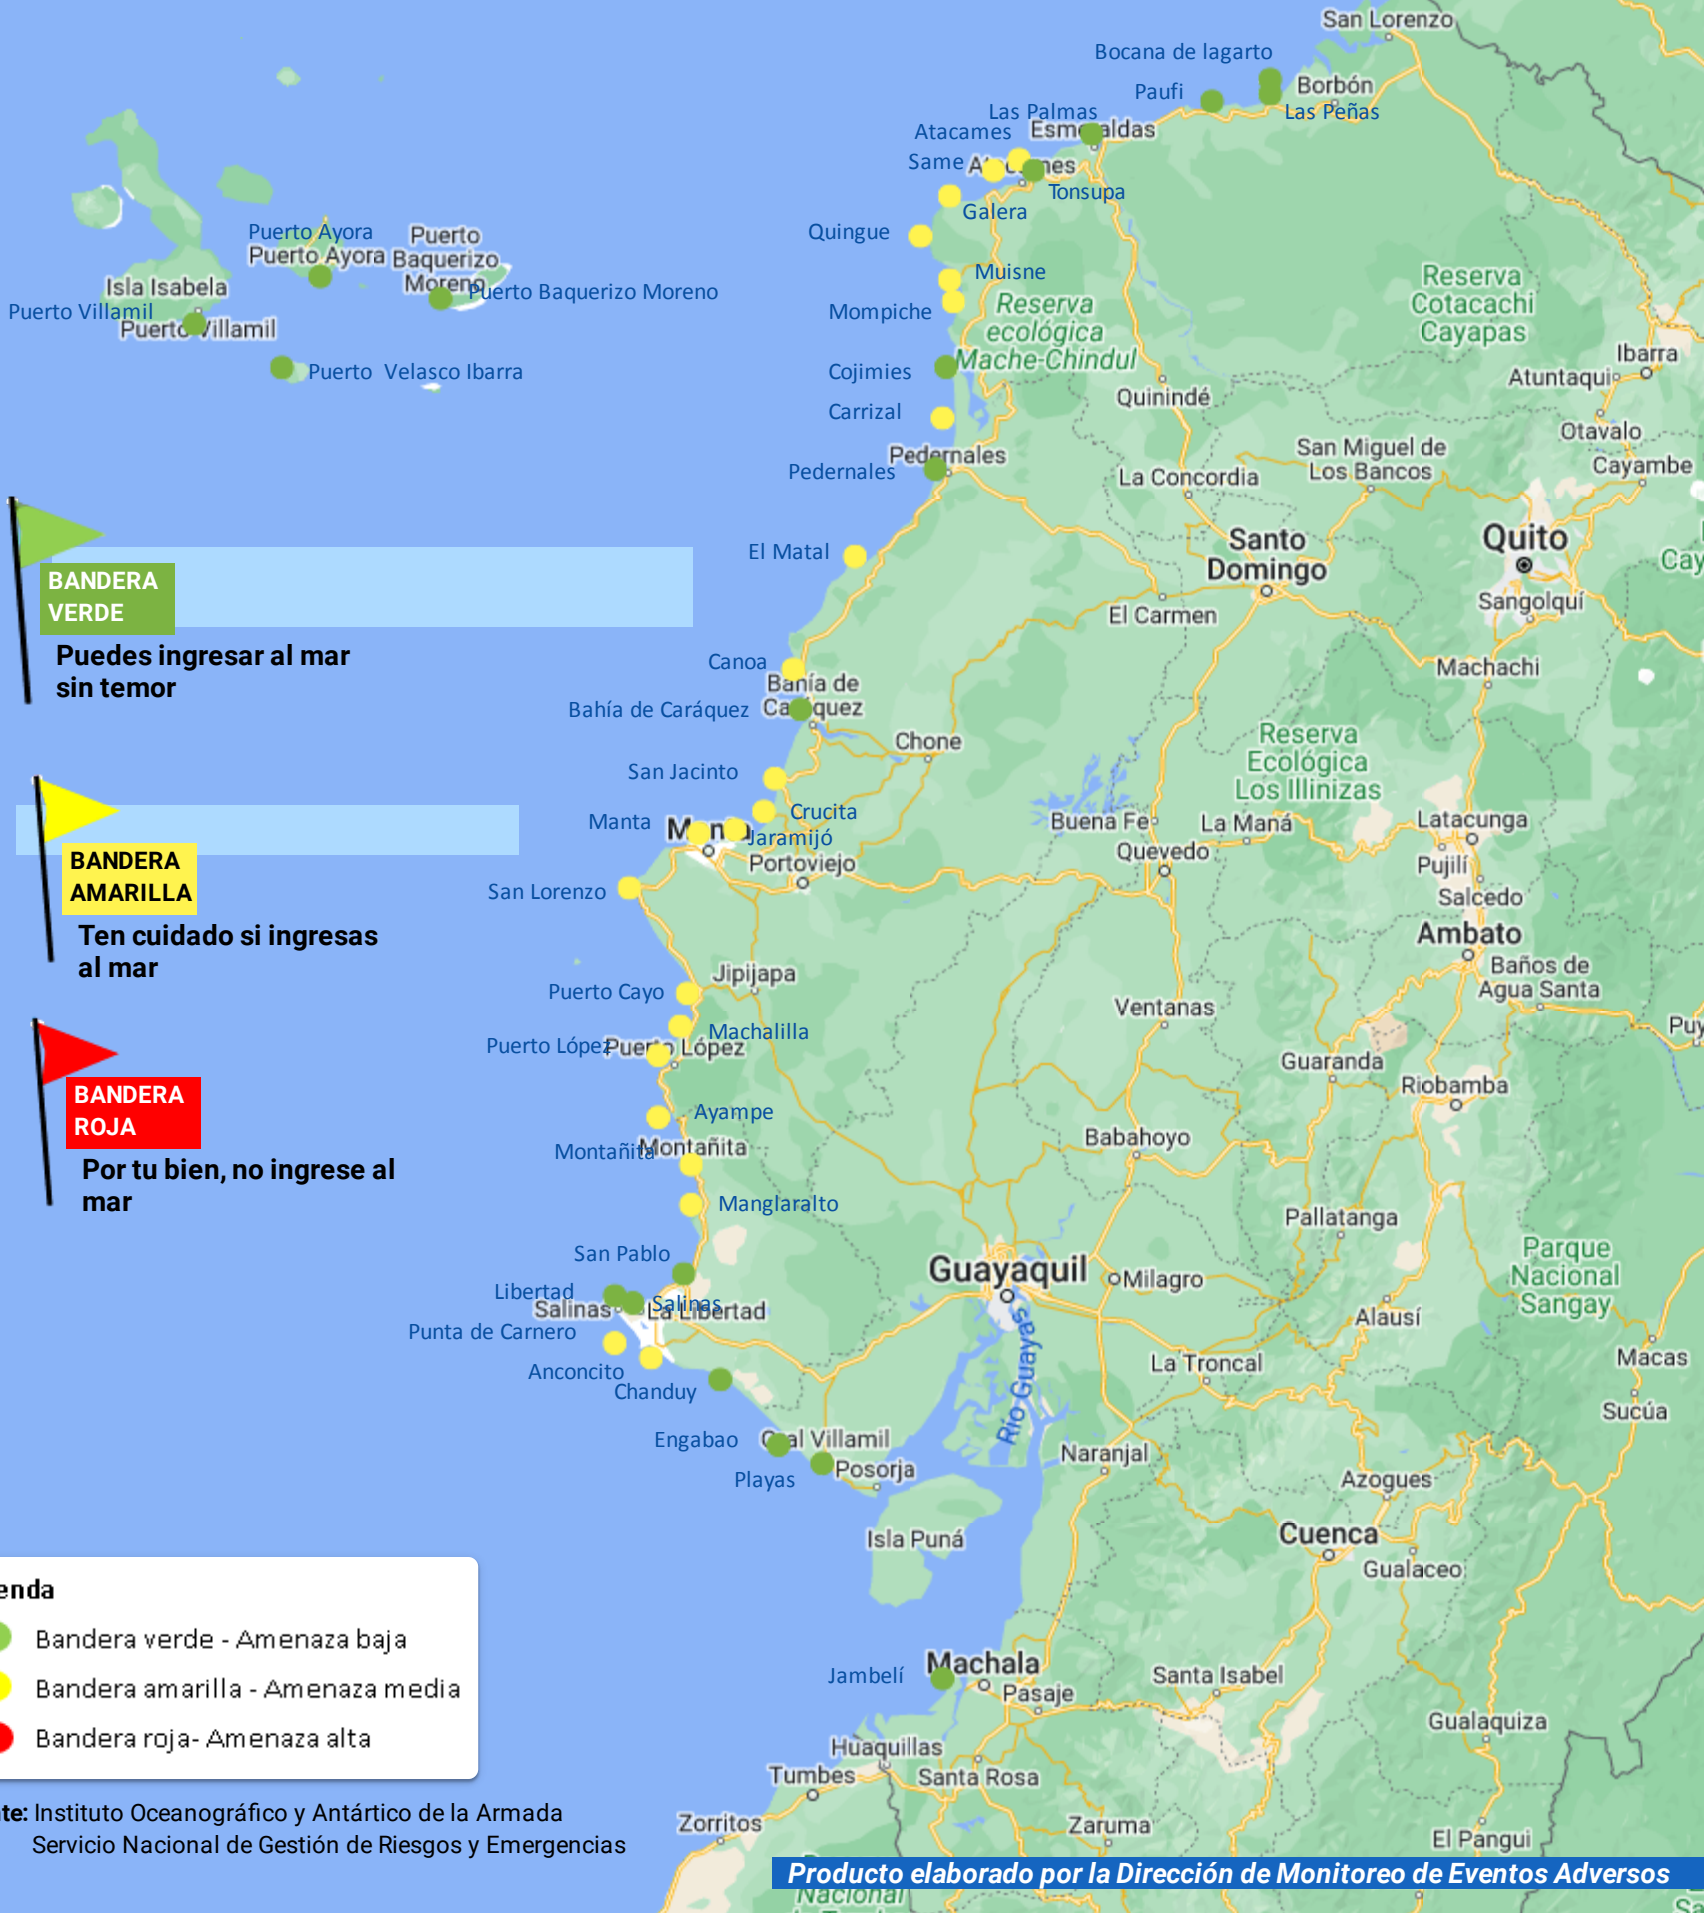 San Lorenzo
Bocana de lagarto
Paufi
Borbón
Las Peñas
Las Palmas
Atacames
Esmeraldas
Same
Tonsupa
Galera
Quingue
Muisne
Mompiche
Reserva
ecológica
Mache-Chindul
Cojimies
Carrizal
Pedernales
Pedernales
Quinindé
Reserva
Cotacachi
Cayapas
Ibarra
Atuntaqui
Otavalo
Cayambe
San Miguel de
Los Bancos
La Concordia
Puerto Ayora
Puerto Ayora
Puerto
Baquerizo
Moreno
Puerto Baquerizo Moreno
Isla Isabela
Puerto Villamil
Puerto Villamil
Puerto Velasco Ibarra
BANDERA
VERDE
Puedes ingresar al mar
sin temor
BANDERA
AMARILLA
Ten cuidado si ingresas
al mar
BANDERA
ROJA
Por tu bien, no ingrese al
mar
El Matal
Santo
Domingo
Quito
Cay
Sangolquí
El Carmen
Canoa
Bahía de
Caráquez
Bahía de Caráquez
Machachi
Chone
Reserva
Ecológica
Los Illinizas
San Jacinto
Crucita
Manta
Manta
Jaramijó
Portoviejo
Buena Fe
La Maná
Latacunga
Quevedo
Pujilí
Salcedo
San Lorenzo
Ambato
Baños de
Agua Santa
Jipijapa
Puerto Cayo
Ventanas
Machalilla
Puy
Puerto López
Puerto López
Guaranda
Riobamba
Ayampe
Montañita
Montañita
Babahoyo
Manglaralto
Pallatanga
San Pablo
Parque
Nacional
Sangay
Guayaquil
Milagro
Libertad
Salinas
Salinas
La Libertad
Alausí
Punta de Carnero
Río Guayas
Anconcito
La Troncal
Macas
Chanduy
Sucúa
Engabao
Gral Villamil
Naranjal
Playas
Posorja
Azogues
Isla Puná
Cuenca
Gualaceo
enda
Bandera verde - Amenaza baja
Bandera amarilla - Amenaza media
Bandera roja- Amenaza alta
Jambelí
Machala
Pasaje
Santa Isabel
Gualaquiza
Huaquillas
Tumbes
Santa Rosa
Zorritos
Zaruma
El Pangui
te: Instituto Oceanográfico y Antártico de la Armada
Servicio Nacional de Gestión de Riesgos y Emergencias
Producto elaborado por la Dirección de Monitoreo de Eventos Adversos
Nacional